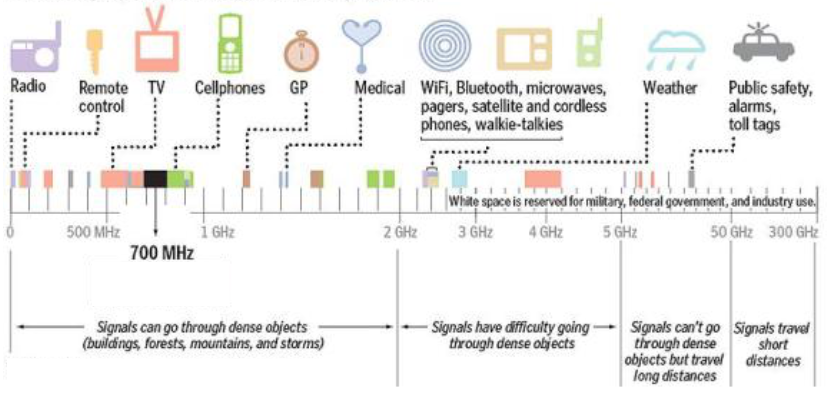 Radio
Remote
control
TV
Cellphones
GP
Medical
WiFi, Bluetooth, microwaves,
pagers, satellite and cordless
phones, walkie-talkies
Weather
Public safety,
alarms,
toll tags
White space is reserved for military, federal government, and industry use.
0
500 MHz
1 GHz
2 GHz
3 GHz
4 GHz
5 GHz
50 GHz
300 GHz
700 MHz
Signals can go through dense objects
(buildings, forests, mountains, and storms)
Signals have difficulty going
through dense objects
Signals can't go
through dense
objects but travel
long distances
Signals travel
short
distances